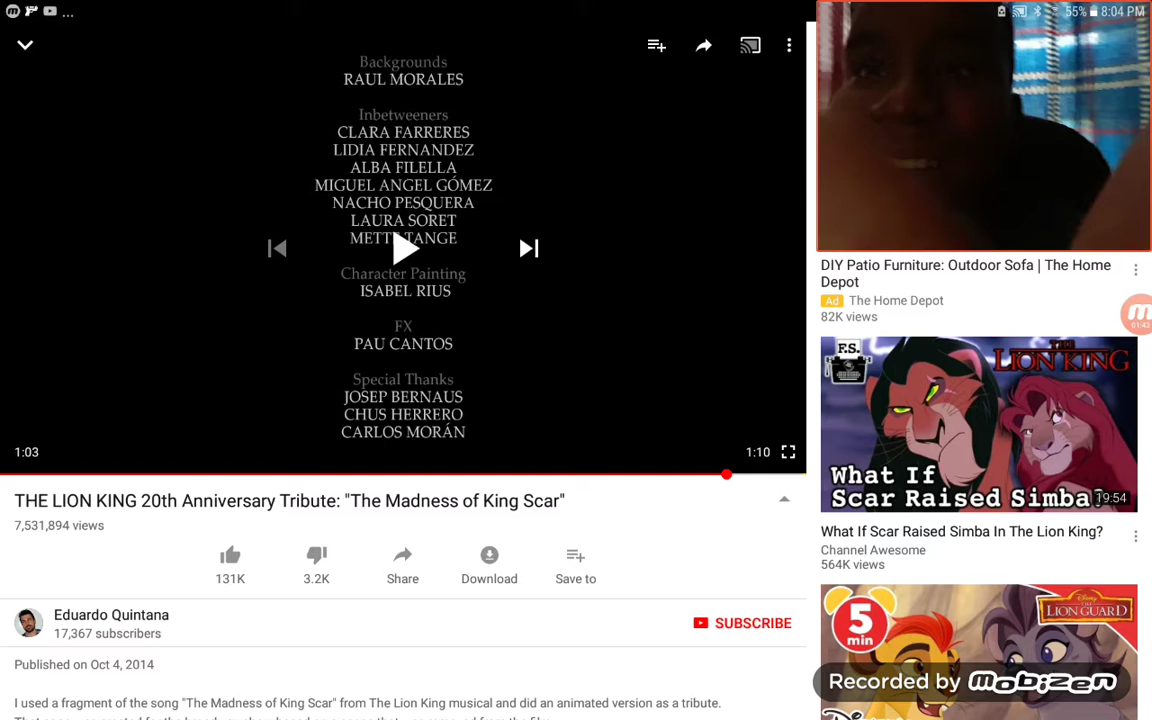 55% 8:04 PM
Backgrounds
RAUL MORALES
Inbetweeners
CLARA FARRERES
LIDIA FERNANDEZ
ALBA FILELLA
MIGUEL ANGEL GÓMEZ
NACHO PESQUERA
LAURA SORET
METTE TANGE
Character Painting
ISABEL RIUS
FX
PAU CANTOS
Special Thanks
JOSEP BERNAUS
CHUS HERRERO
CARLOS MORÁN
1:03
1:10
THE LION KING 20th Anniversary Tribute: "The Madness of King Scar"
7,531,894 views
131K
3.2K
Share
Download
Save to
Eduardo Quintana
17,367 subscribers
SUBSCRIBE
Published on Oct 4, 2014
I used a fragment of the song "The Madness of King Scar" from The Lion King musical and did an animated version as a tribute.
DIY Patio Furniture: Outdoor Sofa | The Home
Depot
Ad The Home Depot
82K views
01:43
F.S.
THE
LION KING
What If
Scar Raised Simba?
19:54
What If Scar Raised Simba In The Lion King?
Channel Awesome
564K views
5
min
THE
LION GUARD
Recorded by mobizen